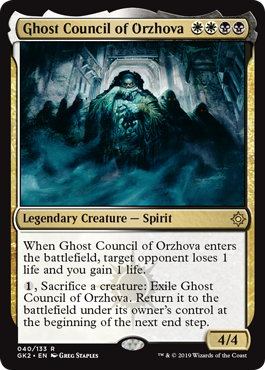 Ghost Council of Orzhova
Legendary Creature — Spirit
When Ghost Council of Orzhova enters
the battlefield, target opponent loses 1
life and you gain 1 life.
1, Sacrifice a creature: Exile Ghost
Council of Orzhova. Return it to the
battlefield under its owner's control at
the beginning of the next end step.
4/4
040/133 R
GK2 • EN Greg Staples
™ & © 2019 Wizards of the Coast